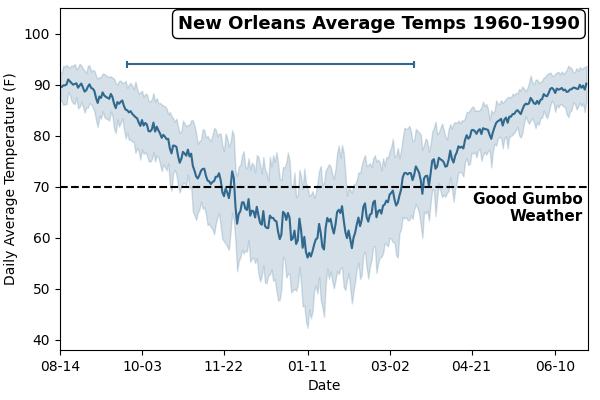 New Orleans Average Temps 1960-1990
Daily Average Temperature (F)
100
90
80
70
60
50
40
Good Gumbo
Weather
08-14 10-03 11-22 01-11 03-02 04-21 06-10
Date